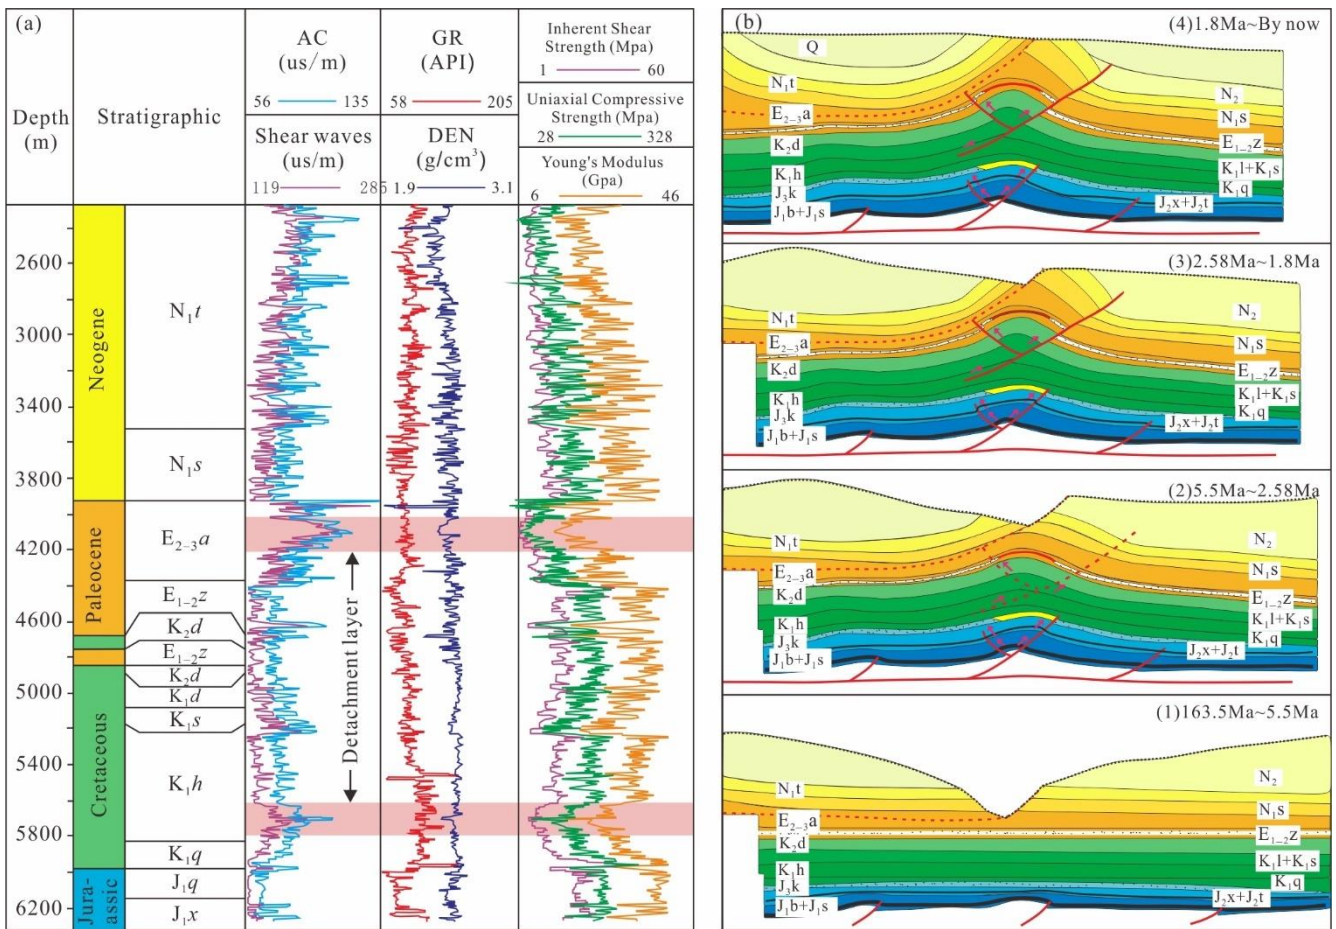 (a)
Depth
(m)
Stratigraphic
AC
(us/m)
56 135
Shear waves
(us/m)
119 285
GR
(API)
58 205
DEN
(g/cm³)
1.9 3.1
Inherent Shear
Strength (Mpa)
1 60
Uniaxial Compressive
Strength (Mpa)
28 328
Young's Modulus
(Gpa)
6 46
2600
3000
3400
3800
4200
4600
5000
5400
5800
6200
Neogene
Paleocene
Cretaceous
Jura-
assic
N₁t
N₁s
E₂₋₃a
E₁₋₂z
K₂d
E₁₋₂z
K₂d
K₁d
K₁s
K₁h
K₁q
J₁q
J₁x
Detachment layer
(b)
(4)1.8Ma~By now
Q
N₁t
E₂₋₃a
K₂d
K₁h
J₃k
J₁b+J₁s
N₂
N₁s
E₁₋₂z
K₁l+K₁s
K₁q
J₂x+J₂t
(3)2.58Ma~1.8Ma
N₁t
E₂₋₃a
K₂d
K₁h
J₃k
J₁b+J₁s
N₂
N₁s
E₁₋₂z
K₁l+K₁s
K₁q
J₂x+J₂t
(2)5.5Ma~2.58Ma
N₁t
E₂₋₃a
K₂d
K₁h
J₃k
J₁b+J₁s
N₂
N₁s
E₁₋₂z
K₁l+K₁s
K₁q
J₂x+J₂t
(1)163.5Ma~5.5Ma
N₁t
E₂₋₃a
K₂d
K₁h
J₃k
J₁b+J₁s
N₂
N₁s
E₁₋₂z
K₁l+K₁s
K₁q
J₂x+J₂t